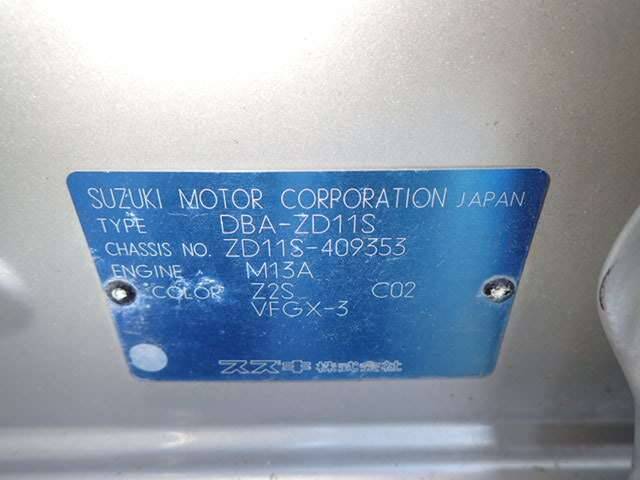 SUZUKI MOTOR CORPORATION JAPAN
TYPE DBA-ZD11S
CHASSIS NO. ZD11S-409353
ENGINE M13A
COLOR Z2S C02
VFGX-3
スズキ株式会社